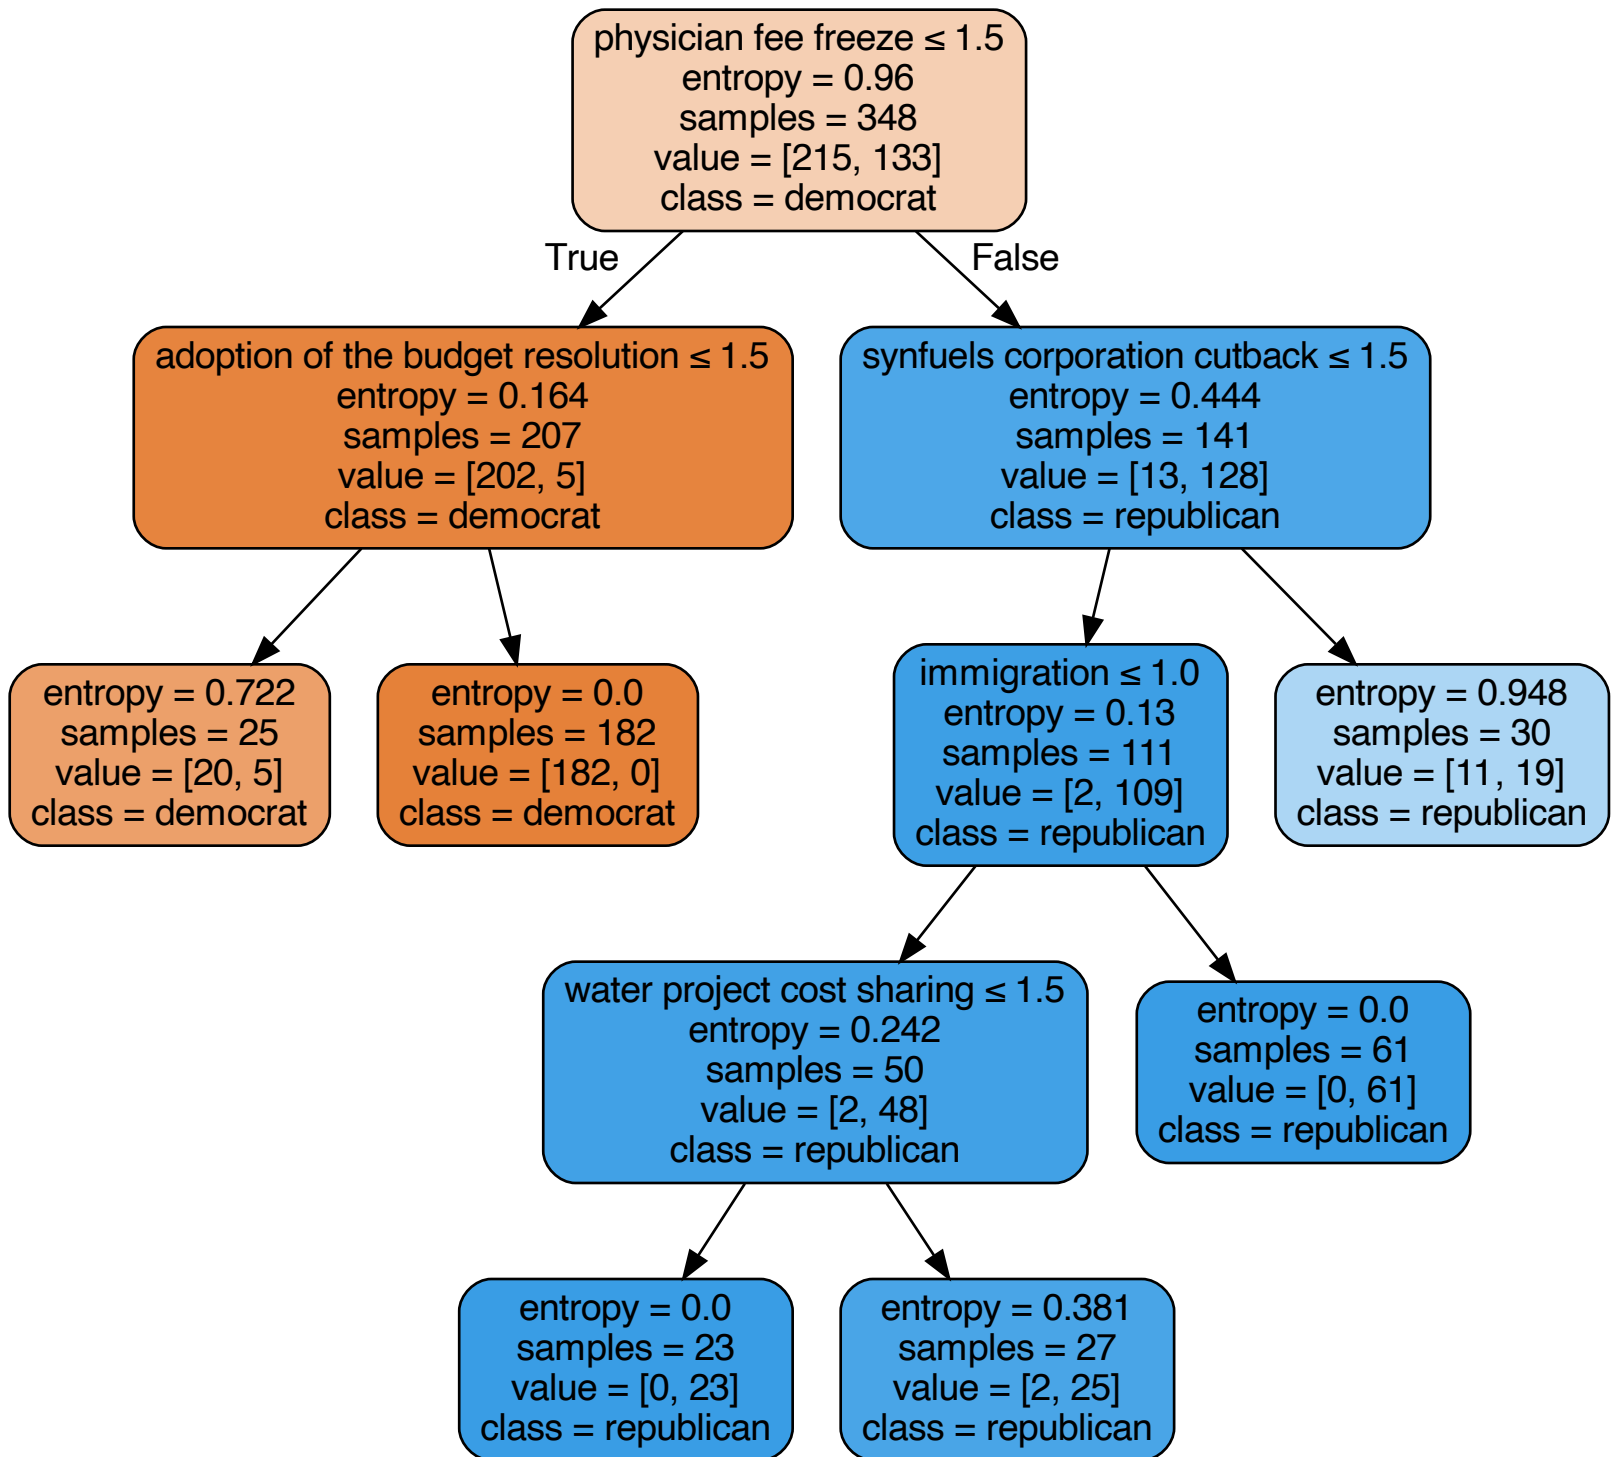 physician fee freeze ≤ 1.5
entropy = 0.96
samples = 348
value = [215, 133]
class = democrat
True
False
adoption of the budget resolution ≤ 1.5
entropy = 0.164
samples = 207
value = [202, 5]
class = democrat
synfuels corporation cutback ≤ 1.5
entropy = 0.444
samples = 141
value = [13, 128]
class = republican
entropy = 0.722
samples = 25
value = [20, 5]
class = democrat
entropy = 0.0
samples = 182
value = [182, 0]
class = democrat
immigration ≤ 1.0
entropy = 0.13
samples = 111
value = [2, 109]
class = republican
entropy = 0.948
samples = 30
value = [11, 19]
class = republican
water project cost sharing ≤ 1.5
entropy = 0.242
samples = 50
value = [2, 48]
class = republican
entropy = 0.0
samples = 61
value = [0, 61]
class = republican
entropy = 0.0
samples = 23
value = [0, 23]
class = republican
entropy = 0.381
samples = 27
value = [2, 25]
class = republican